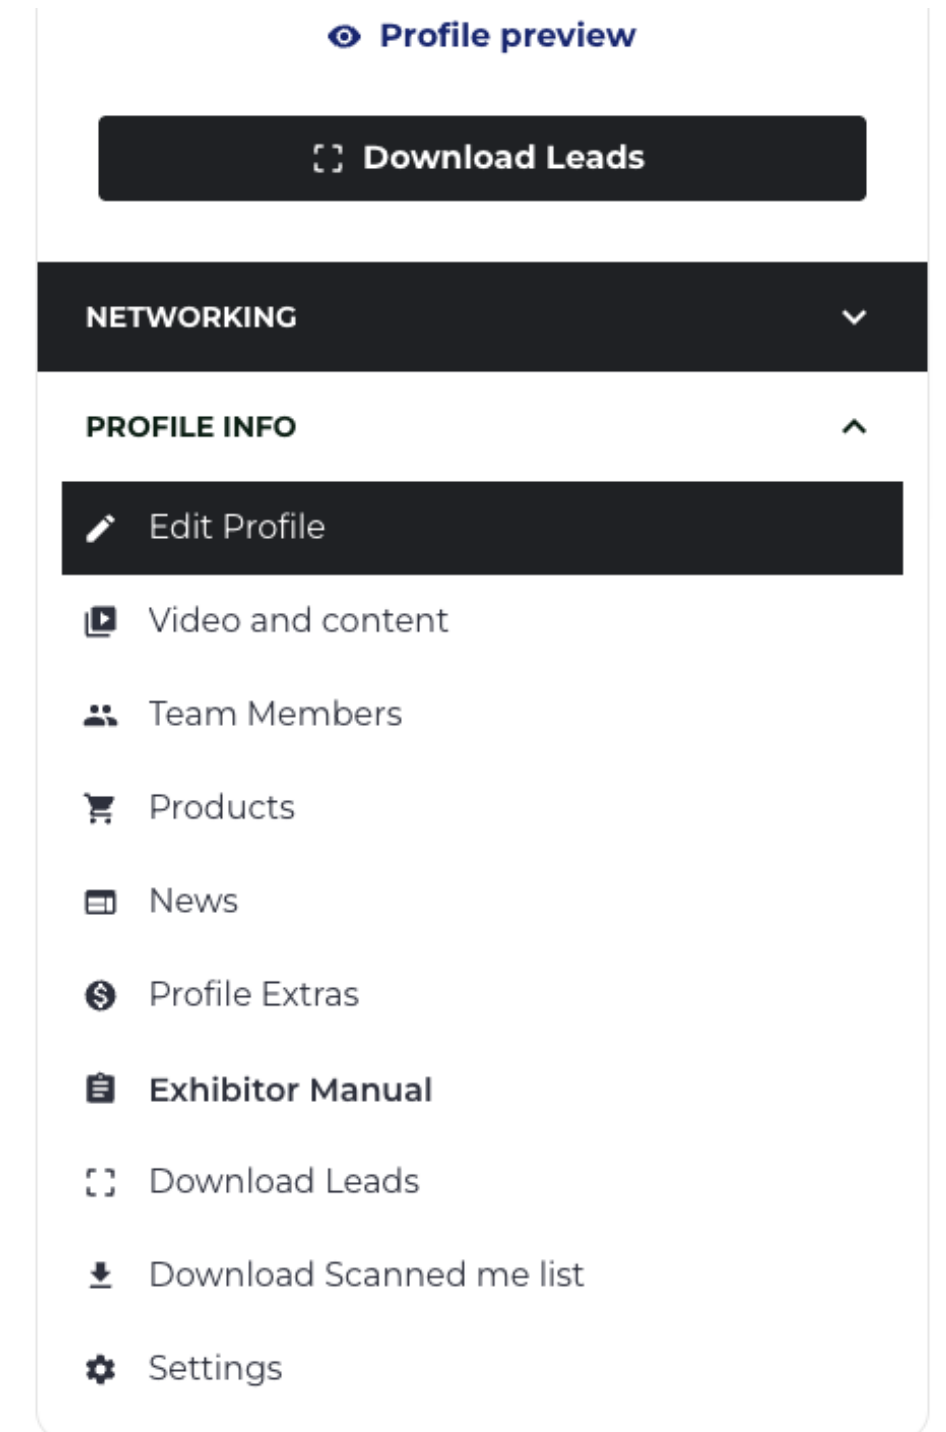 Profile preview
Download Leads
NETWORKING
PROFILE INFO
Edit Profile
Video and content
Team Members
Products
News
Profile Extras
Exhibitor Manual
Download Leads
Download Scanned me list
Settings